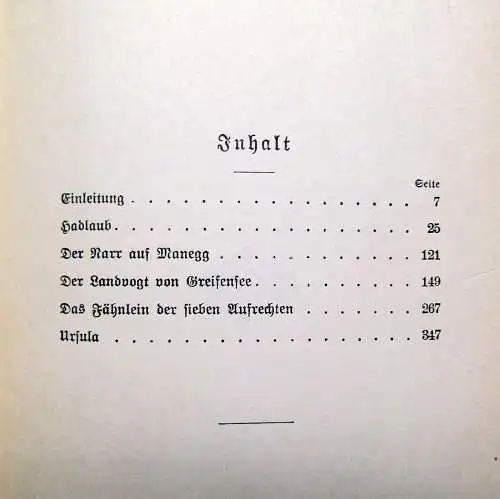 Inhalt
Seite
Einleitung . . . . . . . . . . . . . . . . . 7
Hadlaub . . . . . . . . . . . . . . . . . . 25
Der Narr auf Manegg . . . . . . . . . . . . 121
Der Landvogt von Greifensee . . . . . . . . . 149
Das Fähnlein der sieben Aufrechten . . . . . . . 267
Ursula . . . . . . . . . . . . . . . . . . 347